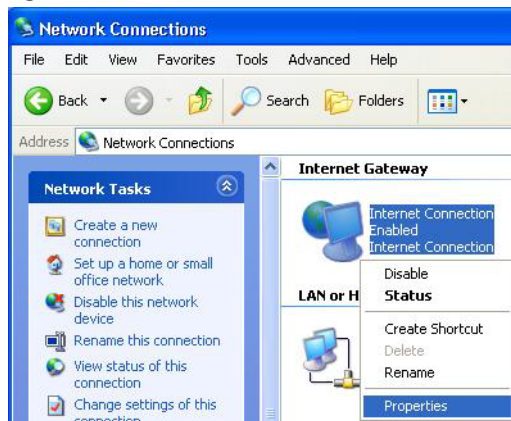 Network Connections
File Edit View Favorites Tools Advanced Help
Back Search Folders
Address Network Connections
Network Tasks
Create a new
connection
Set up a home or small
office network
Disable this network
device
Rename this connection
View status of this
connection
Change settings of this
connection
Internet Gateway
Internet Connection
Enabled
Internet Connection
LAN or H
Disable
Status
Create Shortcut
Delete
Rename
Properties